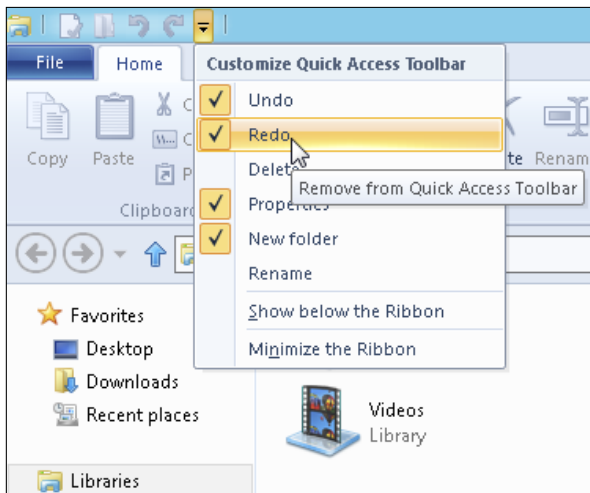 File
Home
Customize Quick Access Toolbar
Undo
Redo
Delete
Remove from Quick Access Toolbar
Properties
New folder
Rename
Show below the Ribbon
Minimize the Ribbon
Copy
Paste
W...
Clipboard
Favorites
Desktop
Downloads
Recent places
Libraries
Videos
Library